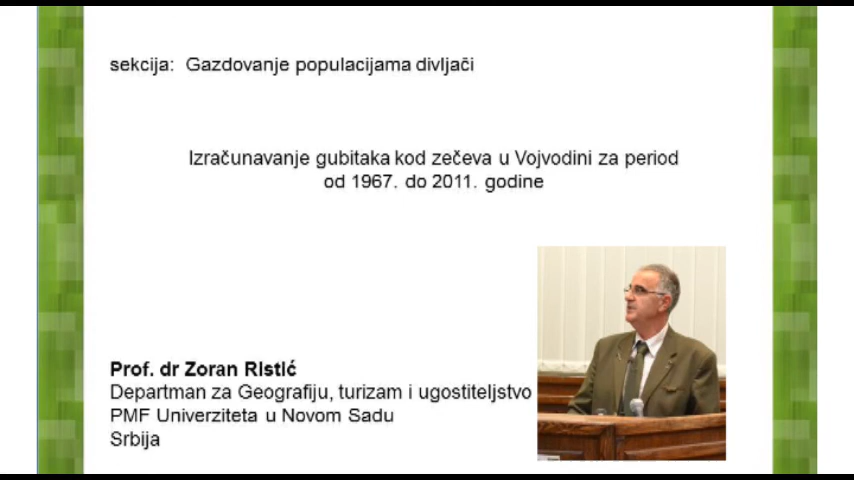 sekcija: Gazdovanje populacijama divljači
Izračunavanje gubitaka kod zečeva u Vojvodini za period
od 1967. do 2011. godine
Prof. dr Zoran Ristić
Departman za Geografiju, turizam i ugostiteljstvo
PMF Univerziteta u Novom Sadu
Srbija